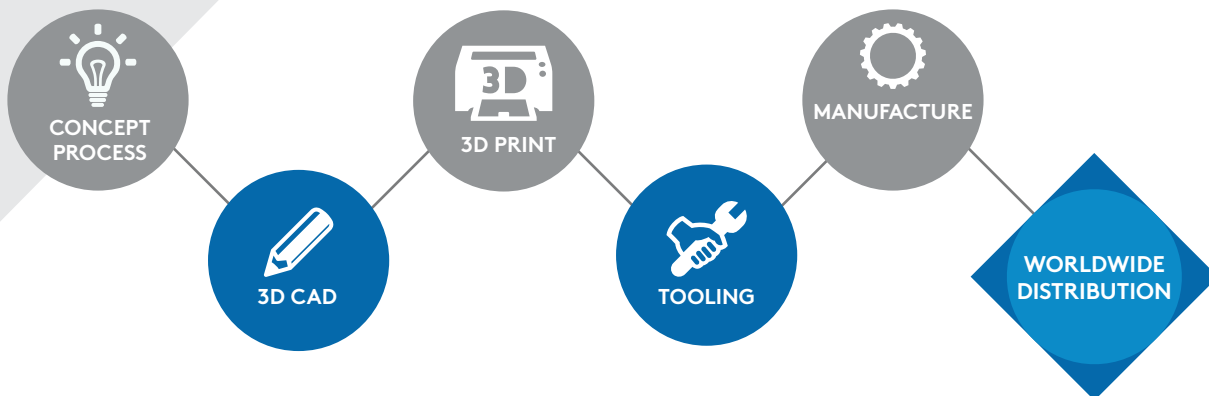 CONCEPT
PROCESS
3D CAD
3D
3D PRINT
TOOLING
MANUFACTURE
WORLDWIDE
DISTRIBUTION